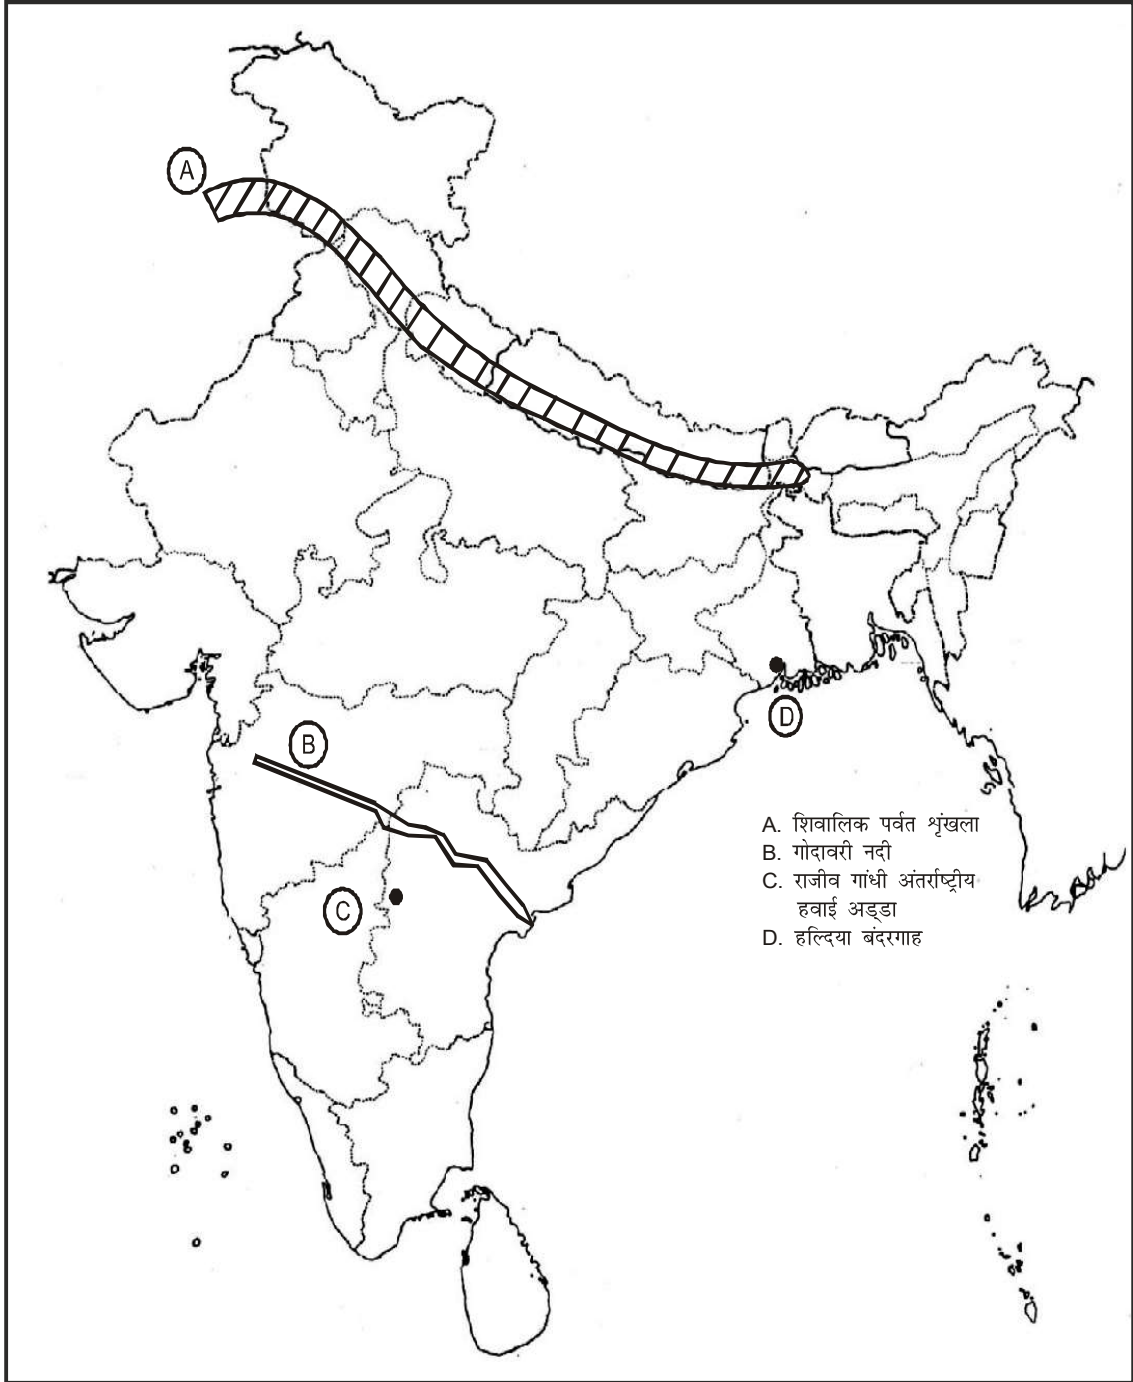 A
B
C
D
A. शिवालिक पर्वत शृंखला
B. गोदावरी नदी
C. राजीव गांधी अंतर्राष्ट्रीय
हवाई अड्डा
D. हल्दिया बंदरगाह